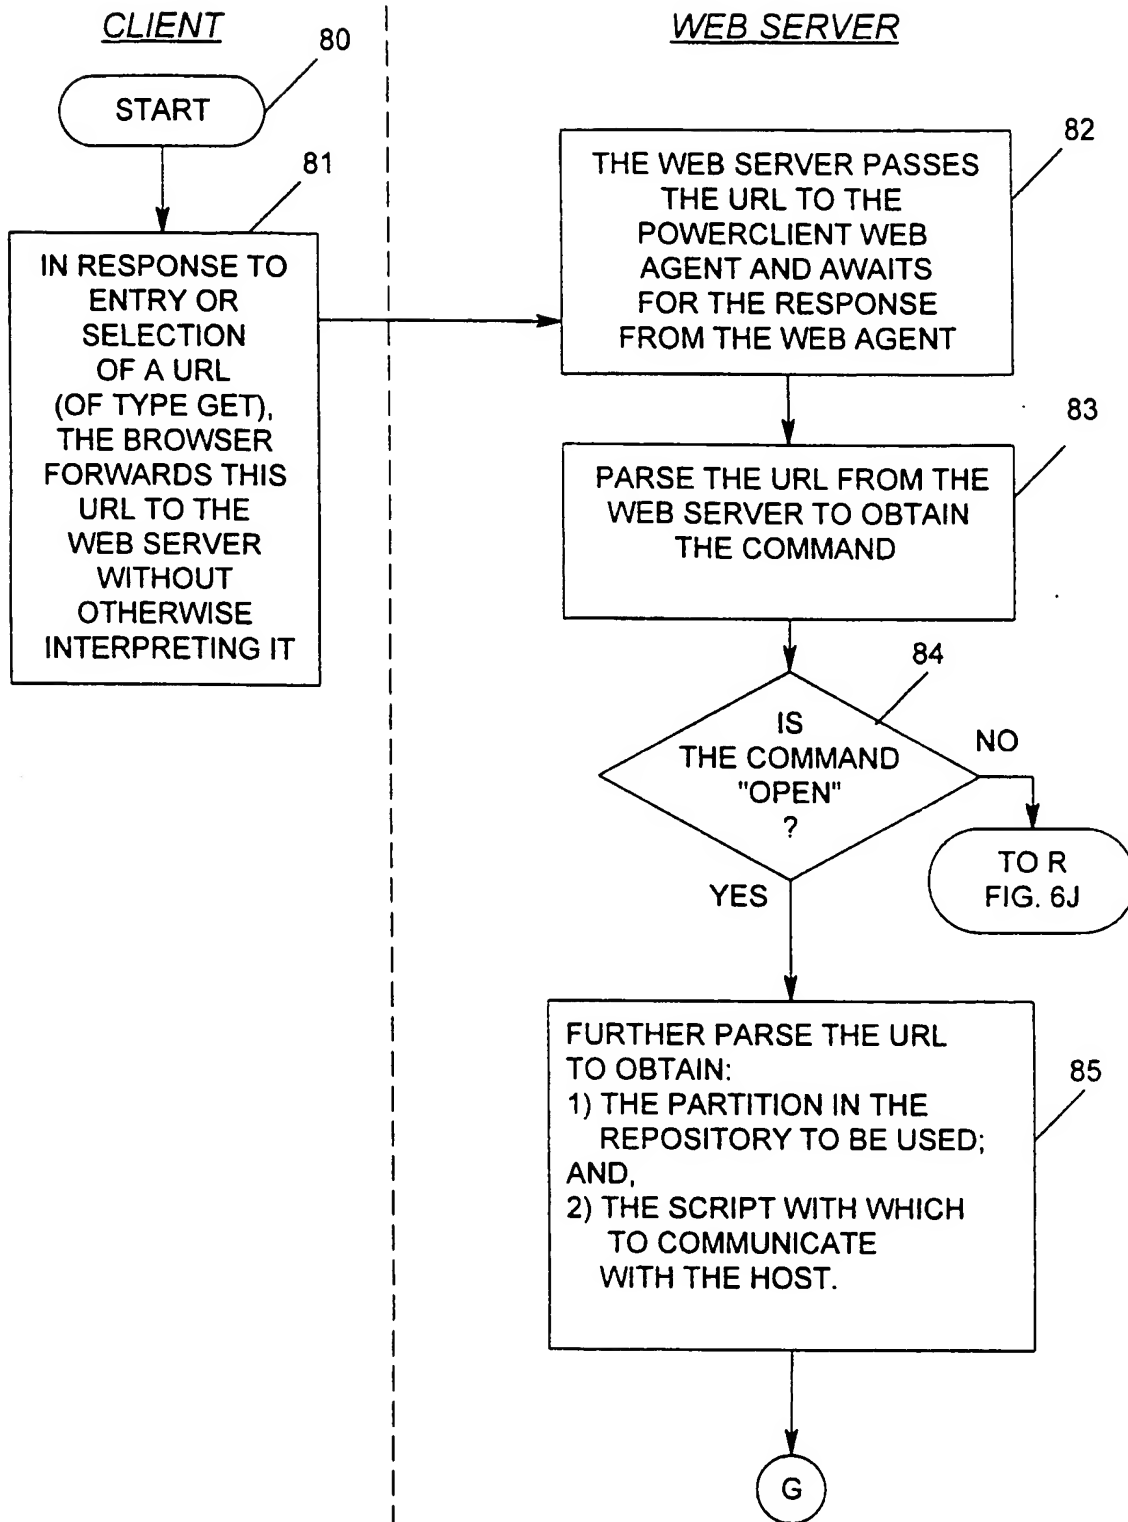 CLIENT
80
START
81
IN RESPONSE TO
ENTRY OR
SELECTION
OF A URL
(OF TYPE GET),
THE BROWSER
FORWARDS THIS
URL TO THE
WEB SERVER
WITHOUT
OTHERWISE
INTERPRETING IT
WEB SERVER
82
THE WEB SERVER PASSES
THE URL TO THE
POWERCLIENT WEB
AGENT AND AWAITS
FOR THE RESPONSE
FROM THE WEB AGENT
83
PARSE THE URL FROM THE
WEB SERVER TO OBTAIN
THE COMMAND
84
IS
THE COMMAND
"OPEN"
?
NO
TO R
FIG. 6J
YES
FURTHER PARSE THE URL
TO OBTAIN:
1) THE PARTITION IN THE
REPOSITORY TO BE USED;
AND,
2) THE SCRIPT WITH WHICH
TO COMMUNICATE
WITH THE HOST.
85
G